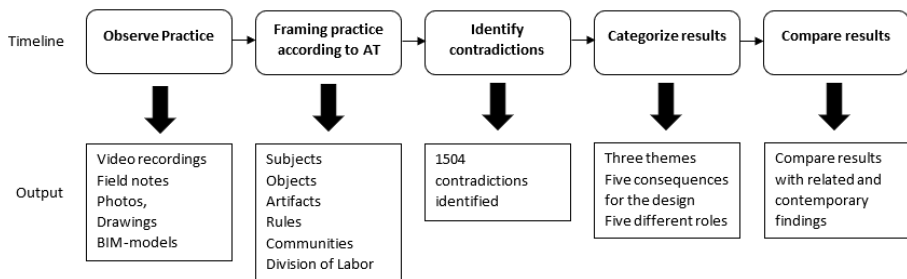 Timeline
Observe Practice
Framing practice
according to AT
Identify
contradictions
Categorize results
Compare results
Output
Video recordings
Field notes
Photos,
Drawings
BIM-models
Subjects
Objects
Artifacts
Rules
Communities
Division of Labor
1504
contradictions
identified
Three themes
Five consequences
for the design
Five different roles
Compare results
with related and
contemporary
findings